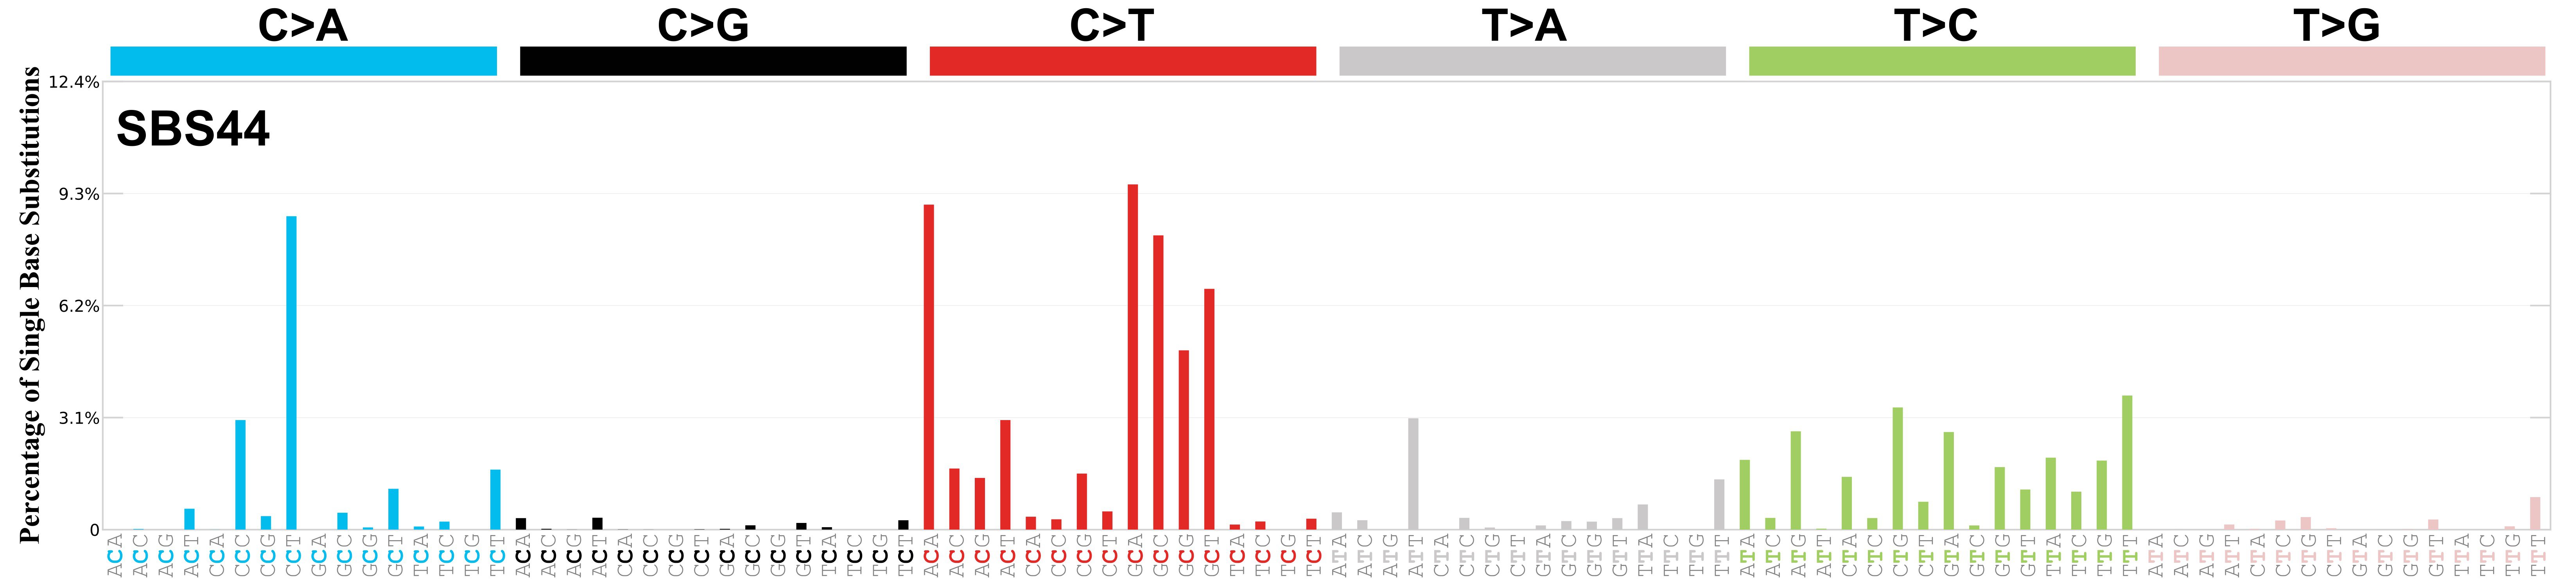 C>A C>G C>T T>A T>C T>G
Percentage of Single Base Substitutions
12.4%
SBS44
9.3%
6.2%
3.1%
0
ACA ACC ACG ACT CCA CCC CCG CCT GCA GCC GCG GCT TCA TCC TCG TCT ACA ACC ACG ACT CCA CCC CCG CCT GCA GCC GCG GCT TCA TCC TCG TCT ACA ACC ACG ACT CCA CCC CCG CCT GCA GCC GCG GCT TCA TCC TCG TCT ATA ATC ATG ATT CTA CTC CTG CTT GTA GTC GTG GTT TTA TTC TTG TTT ATA ATC ATG ATT CTA CTC CTG CTT GTA GTC GTG GTT TTA TTC TTG TTT ATA ATC ATG ATT CTA CTC CTG CTT GTA GTC GTG GTT TTA TTC TTG TTT